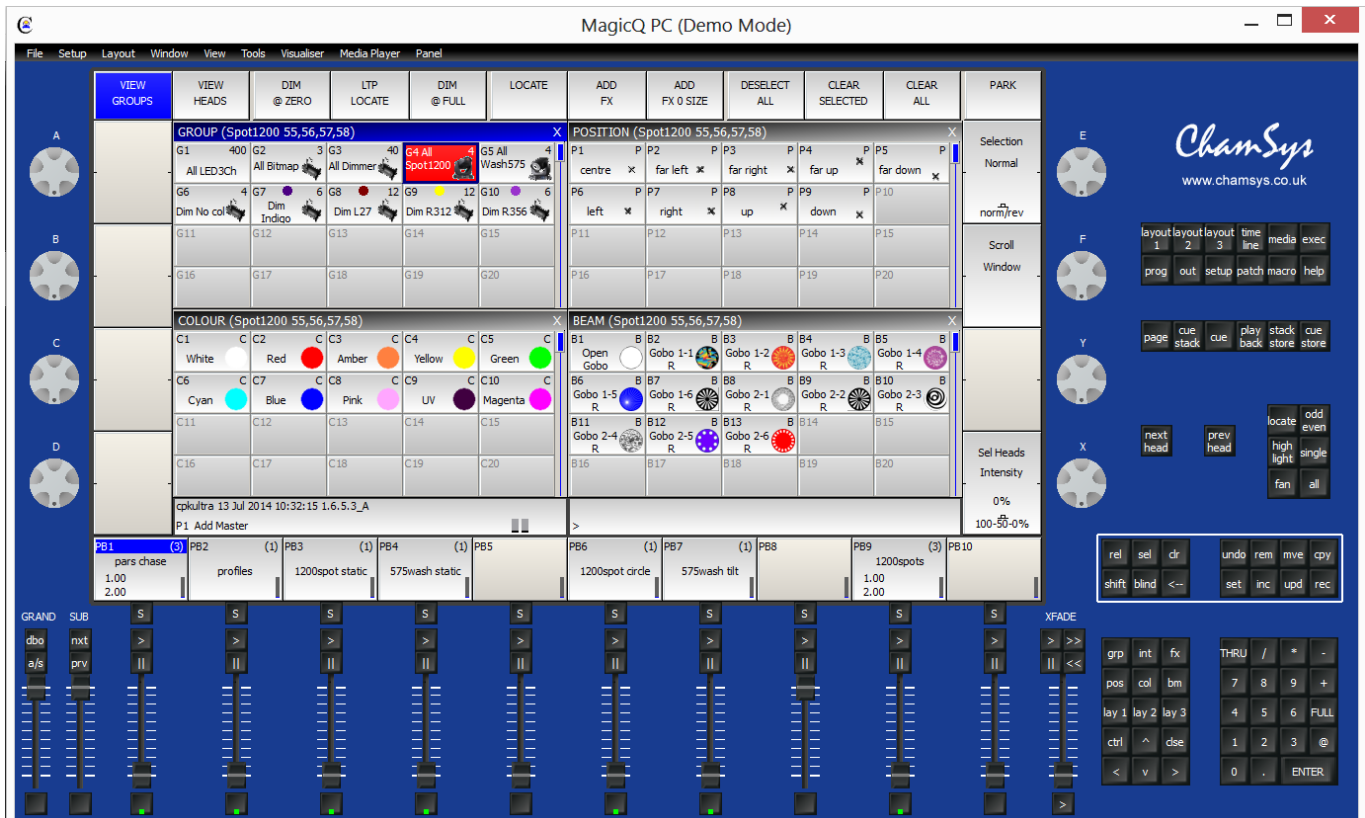 MagicQ PC (Demo Mode)
File Setup Layout Window View Tools Visualiser Media Player Panel
VIEW GROUPS
VIEW HEADS
DIM @ ZERO
LTP LOCATE
DIM @ FULL
LOCATE
ADD FX
ADD FX 0 SIZE
DESELECT ALL
CLEAR SELECTED
CLEAR ALL
PARK
A
B
C
D
GROUP (Spot1200 55,56,57,58) X
G1 400 All LED3Ch
G2 3 All Bitmap
G3 40 All Dimmer
G4 All 4 Spot1200
G5 All 4 Wash575
G6 4 Dim No col
G7 6 Dim Indigo
G8 12 Dim L27
G9 12 Dim R312
G10 6 Dim R356
G11 G12 G13 G14 G15
G16 G17 G18 G19 G20
POSITION (Spot1200 55,56,57,58) X
P1 P centre
P2 P far left
P3 P far right
P4 P far up
P5 P far down
P6 P left
P7 P right
P8 P up
P9 P down
P10
P11 P12 P13 P14 P15
P16 P17 P18 P19 P20
COLOUR (Spot1200 55,56,57,58) X
C1 C White
C2 C Red
C3 C Amber
C4 C Yellow
C5 C Green
C6 C Cyan
C7 C Blue
C8 C Pink
C9 C UV
C10 C Magenta
C11 C12 C13 C14 C15
C16 C17 C18 C19 C20
BEAM (Spot1200 55,56,57,58) X
B1 B Open Gobo
B2 B Gobo 1-1 R
B3 B Gobo 1-2 R
B4 B Gobo 1-3 R
B5 B Gobo 1-4 R
B6 B Gobo 1-5 R
B7 B Gobo 1-6 R
B8 B Gobo 2-1 R
B9 B Gobo 2-2 R
B10 B Gobo 2-3 R
B11 B Gobo 2-4 R
B12 B Gobo 2-5 R
B13 B Gobo 2-6 R
B14 B15
B16 B17 B18 B19 B20
Selection
Normal
norm/rev
Scroll
Window
Sel Heads
Intensity
0%
100-50-0%
cpkultra 13 Jul 2014 10:32:15 1.6.5.3_A
P1 Add Master
>
PB1 (3) pars chase 1.00 2.00
PB2 (1) profiles
PB3 (1) 1200spot static
PB4 (1) 575wash static
PB5
PB6 (1) 1200spot circle
PB7 (1) 575wash tilt
PB8
PB9 (3) 1200spots 1.00 2.00
PB10
E
F
Y
X
ChamSys
www.chamsys.co.uk
layout 1 layout 2 layout 3 time line media exec
prog out setup patch macro help
page cue stack cue play back stack store cue store
next head prev head
locate odd even
high light single
fan all
rel sel clr undo rem mve cpy
shift blind <-- set inc upd rec
GRAND SUB
dbo nxt
a/s prv
S S S S S S S S S S
> > > > > > > > > >
XFADE
> >>
<<
>
grp int fx THRU / * -
pos col bm 7 8 9 +
lay 1 lay 2 lay 3 4 5 6 FULL
ctrl ^ close 1 2 3 @
< v > 0 . ENTER